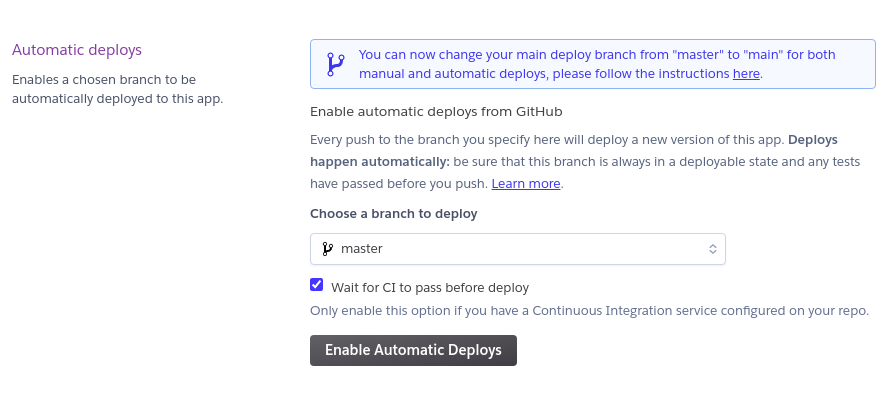 Automatic deploys
Enables a chosen branch to be
automatically deployed to this app.
You can now change your main deploy branch from "master" to "main" for both
manual and automatic deploys, please follow the instructions here.
Enable automatic deploys from GitHub
Every push to the branch you specify here will deploy a new version of this app. Deploys
happen automatically: be sure that this branch is always in a deployable state and any tests
have passed before you push. Learn more.
Choose a branch to deploy
master
Wait for CI to pass before deploy
Only enable this option if you have a Continuous Integration service configured on your repo.
Enable Automatic Deploys